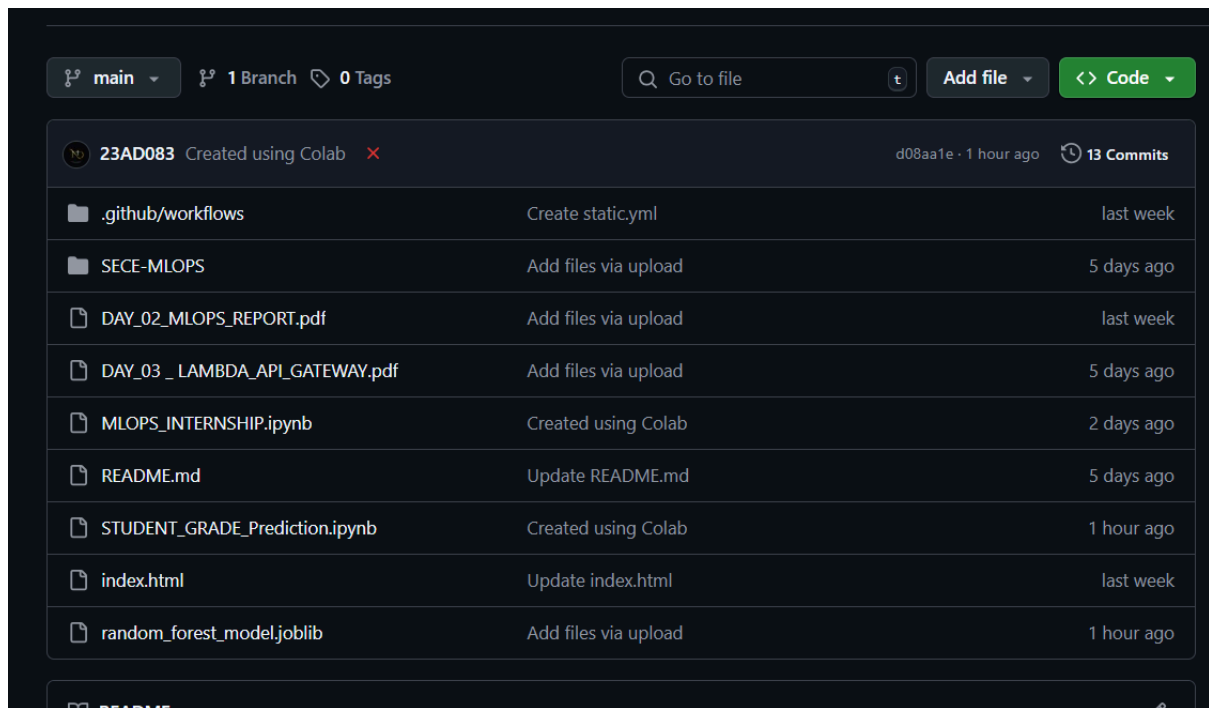 main 1 Branch 0 Tags Go to file t Add file <> Code
23AD083 Created using Colab d08aa1e · 1 hour ago 13 Commits
.github/workflows Create static.yml last week
SECE-MLOPS Add files via upload 5 days ago
DAY_02_MLOPS_REPORT.pdf Add files via upload last week
DAY_03 _ LAMBDA_API_GATEWAY.pdf Add files via upload 5 days ago
MLOPS_INTERNSHIP.ipynb Created using Colab 2 days ago
README.md Update README.md 5 days ago
STUDENT_GRADE_Prediction.ipynb Created using Colab 1 hour ago
index.html Update index.html last week
random_forest_model.joblib Add files via upload 1 hour ago
README